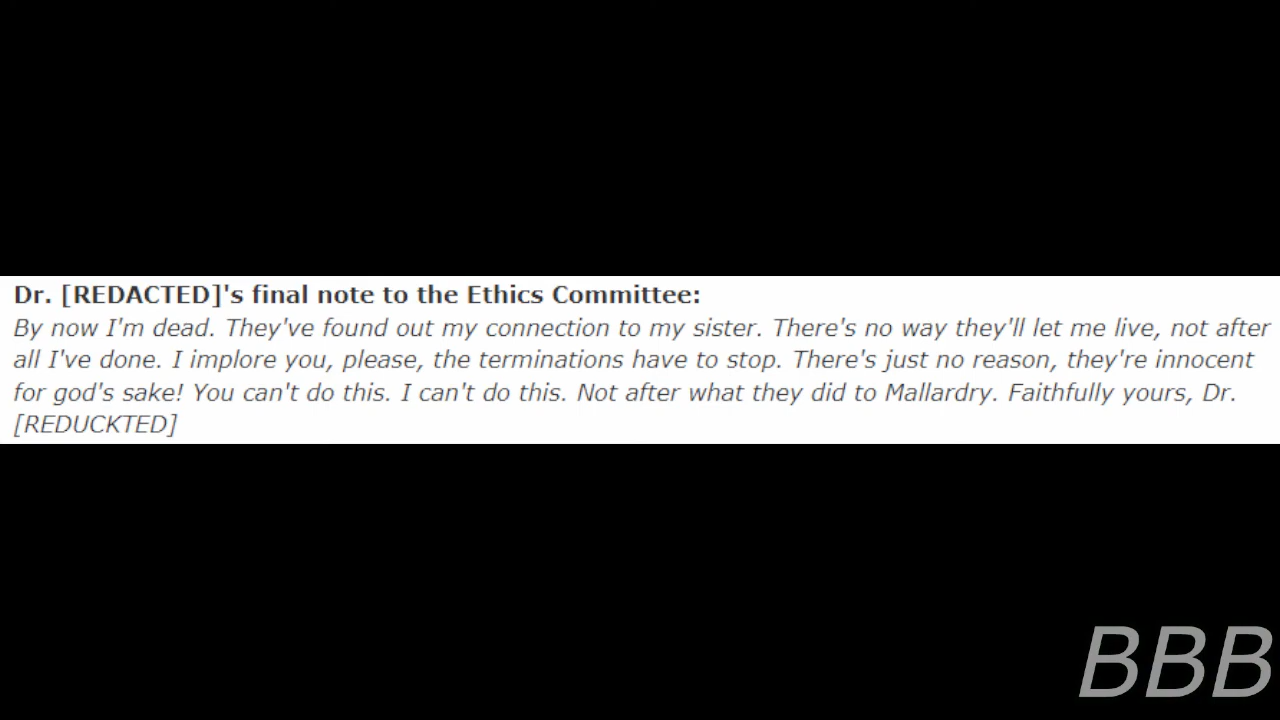 Dr. [REDACTED]'s final note to the Ethics Committee:
By now I'm dead. They've found out my connection to my sister. There's no way they'll let me live, not after
all I've done. I implore you, please, the terminations have to stop. There's just no reason, they're innocent
for god's sake! You can't do this. I can't do this. Not after what they did to Mallardry. Faithfully yours, Dr.
[REDUCKTED]
BBB